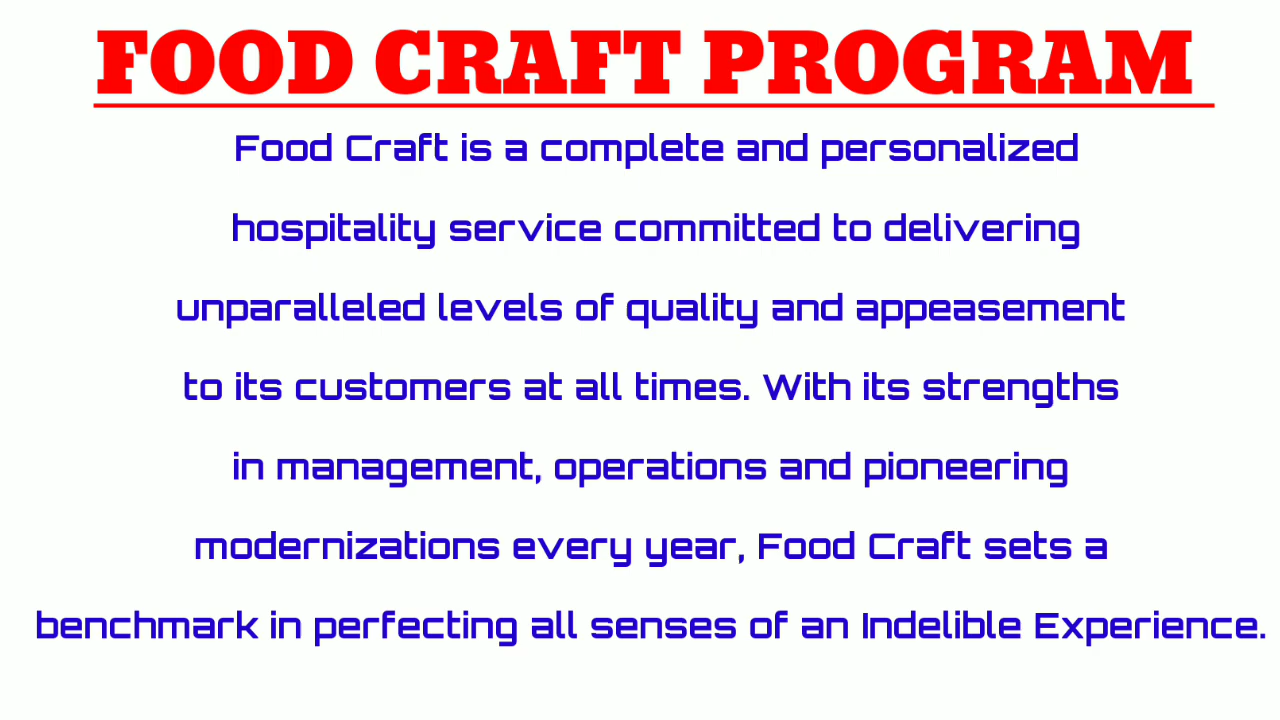 FOOD CRAFT PROGRAM
Food Craft is a complete and personalized
hospitality service committed to delivering
unparalleled levels of quality and appeasement
to its customers at all times. With its strengths
in management, operations and pioneering
modernizations every year, Food Craft sets a
benchmark in perfecting all senses of an Indelible Experience.